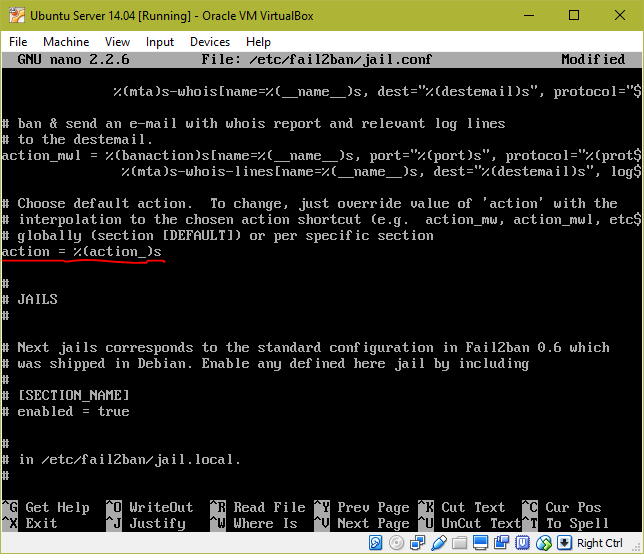 Ubuntu Server 14.04 [Running] - Oracle VM VirtualBox
File Machine View Input Devices Help
GNU nano 2.2.6 File: /etc/fail2ban/jail.conf Modified
%(mta)s-whois[name=%(__name__)s, dest="%(destemail)s", protocol="$
# ban & send an e-mail with whois report and relevant log lines
# to the destemail.
action_mwl = %(banaction)s[name=%(__name__)s, port="%(port)s", protocol="%(prot$
%(mta)s-whois-lines[name=%(__name__)s, dest="%(destemail)s", log$
# Choose default action.  To change, just override value of 'action' with the
# interpolation to the chosen action shortcut (e.g.  action_mw, action_mwl, etc$
# globally (section [DEFAULT]) or per specific section
action = %(action_)s
#
# JAILS
#
# Next jails corresponds to the standard configuration in Fail2ban 0.6 which
# was shipped in Debian. Enable any defined here jail by including
#
# [SECTION_NAME]
# enabled = true
#
# in /etc/fail2ban/jail.local.
#
^G Get Help ^O WriteOut ^R Read File ^Y Prev Page ^K Cut Text ^C Cur Pos
^X Exit ^J Justify ^W Where Is ^V Next Page ^U UnCut Text^T To Spell
Right Ctrl